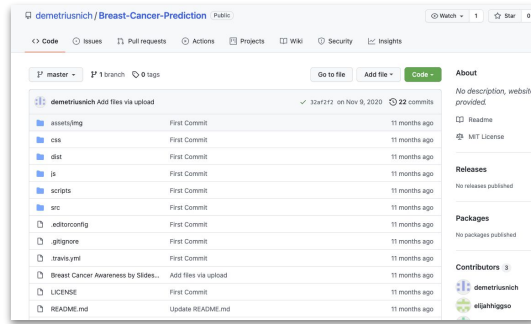 demetriusnich / Breast-Cancer-Prediction Public
Watch 1 Star 0
Code Issues Pull requests Actions Projects Wiki Security Insights
master 1 branch 0 tags Go to file Add file Code
demetriusnich Add files via upload 32af2f2 on Nov 9, 2020 22 commits
assets/img First Commit 11 months ago
css First Commit 11 months ago
dist First Commit 11 months ago
js First Commit 11 months ago
scripts First Commit 11 months ago
src First Commit 11 months ago
.editorconfig First Commit 11 months ago
.gitignore First Commit 11 months ago
.travis.yml First Commit 11 months ago
Breast Cancer Awareness by Slides... Add files via upload 11 months ago
LICENSE First Commit 11 months ago
README.md Update README.md 11 months ago
About
No description, website
provided.
Readme
MIT License
Releases
No releases published
Packages
No packages published
Contributors 3
demetriusnich
elijahhiggso